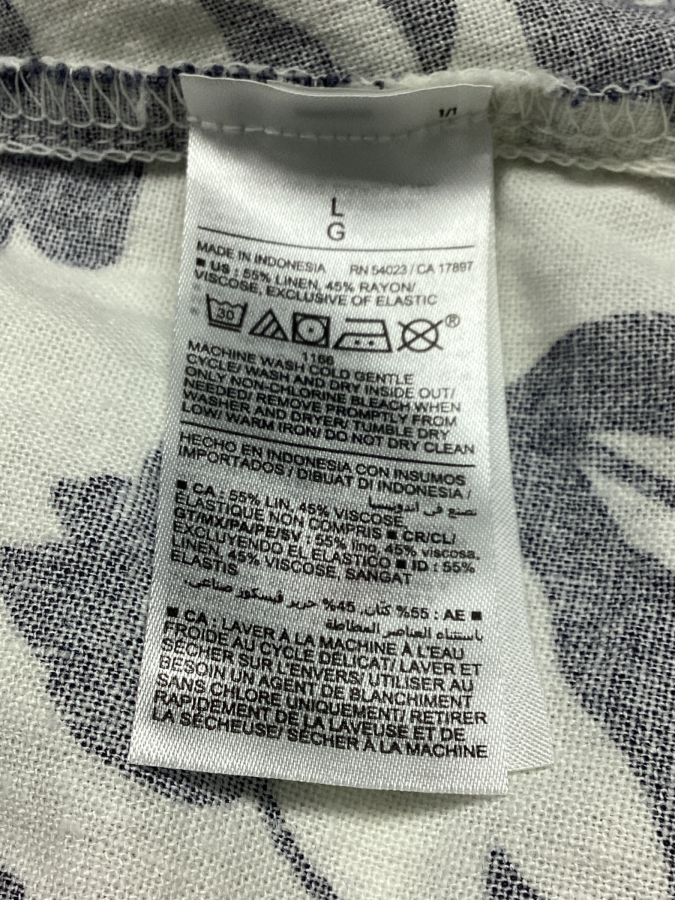 1/1
L
G
MADE IN INDONESIA RN 54023 / CA 17897
■ US : 55% LINEN, 45% RAYON/
VISCOSE, EXCLUSIVE OF ELASTIC
30 ®
1166
MACHINE WASH COLD GENTLE
CYCLE/ WASH AND DRY INSIDE OUT/
ONLY NON-CHLORINE BLEACH WHEN
NEEDED/ REMOVE PROMPTLY FROM
WASHER AND DRYER/ TUMBLE DRY
LOW/ WARM IRON/ DO NOT DRY CLEAN
HECHO EN INDONESIA CON INSUMOS
IMPORTADOS / DIBUAT DI INDONESIA /
صنع في اندونيسيا
■ CA : 55% LIN, 45% VISCOSE,
ELASTIQUE NON COMPRIS ■ CR/CL/
GT/MX/PA/PE/SV : 55% lino, 45% viscosa,
EXCLUYENDO EL ELASTICO ■ ID : 55%
LINEN, 45% VISCOSE, SANGAT
ELASTIS
■ AE : 55% كتان, 45% حرير فسكوز صناعي,
باستثناء العناصر المطاطة
■ CA : LAVER À LA MACHINE À L'EAU
FROIDE AU CYCLE DÉLICAT/ LAVER ET
SÉCHER SUR L'ENVERS/ UTILISER AU
BESOIN UN AGENT DE BLANCHIMENT
SANS CHLORE UNIQUEMENT/ RETIRER
RAPIDEMENT DE LA LAVEUSE ET DE
LA SÉCHEUSE/ SÉCHER À LA MACHINE